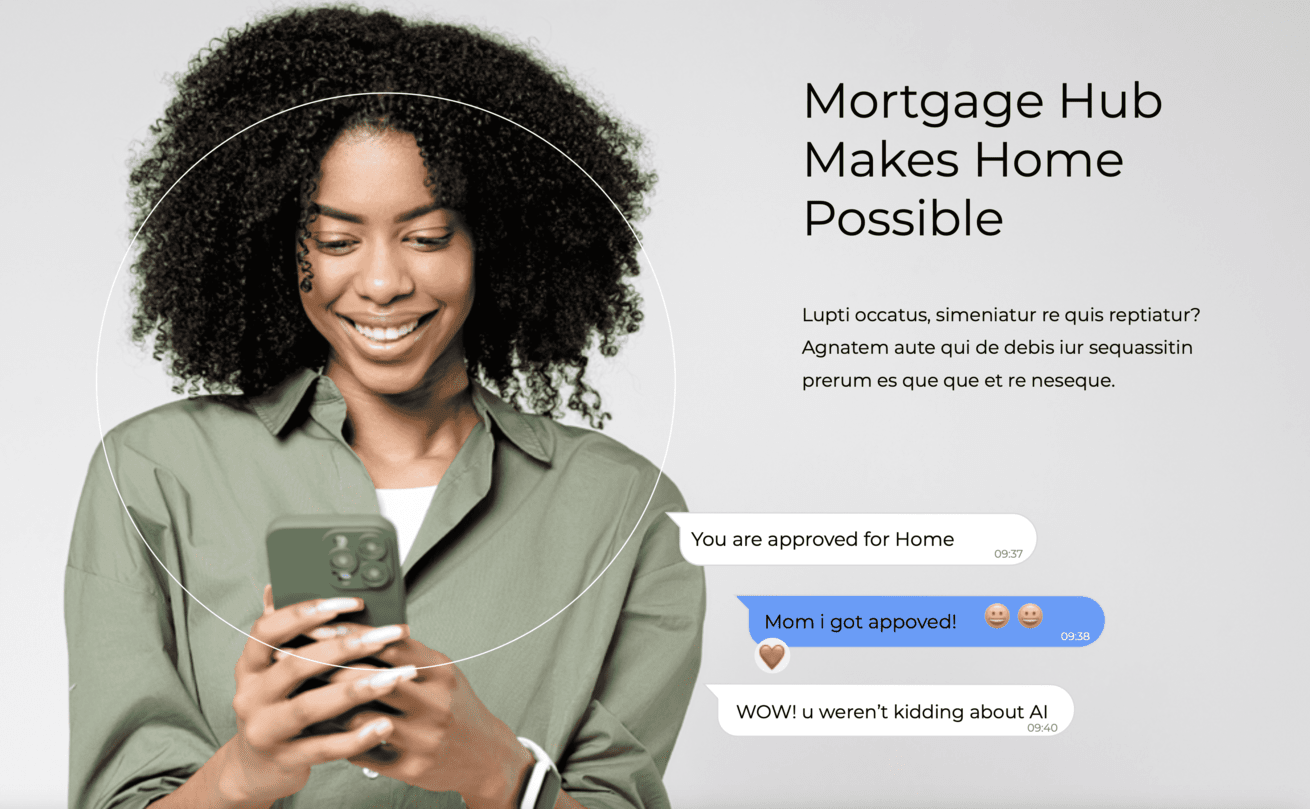 Mortgage Hub
Makes Home
Possible
Lupti occatus, simeniatur re quis reptiatur?
Agnatem aute qui de debis iur sequassitin
prerum es que que et re neseque.
You are approved for Home
09:37
Mom i got appoved! 😀 😀
09:38
🤎
WOW! u weren’t kidding about AI
09:40